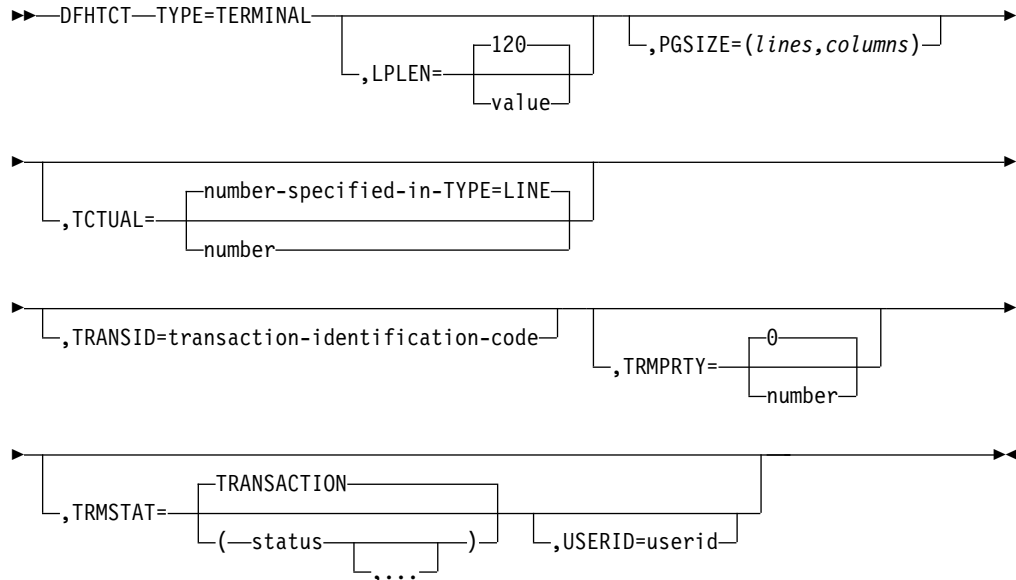 DFHTCT TYPE=TERMINAL
,LPLEN= 120 value
,PGSIZE=(lines,columns)
,TCTUAL= number-specified-in-TYPE=LINE number
,TRANSID=transaction-identification-code
,TRMPRTY= 0 number
,TRMSTAT= TRANSACTION
( status ,... )
,USERID=userid